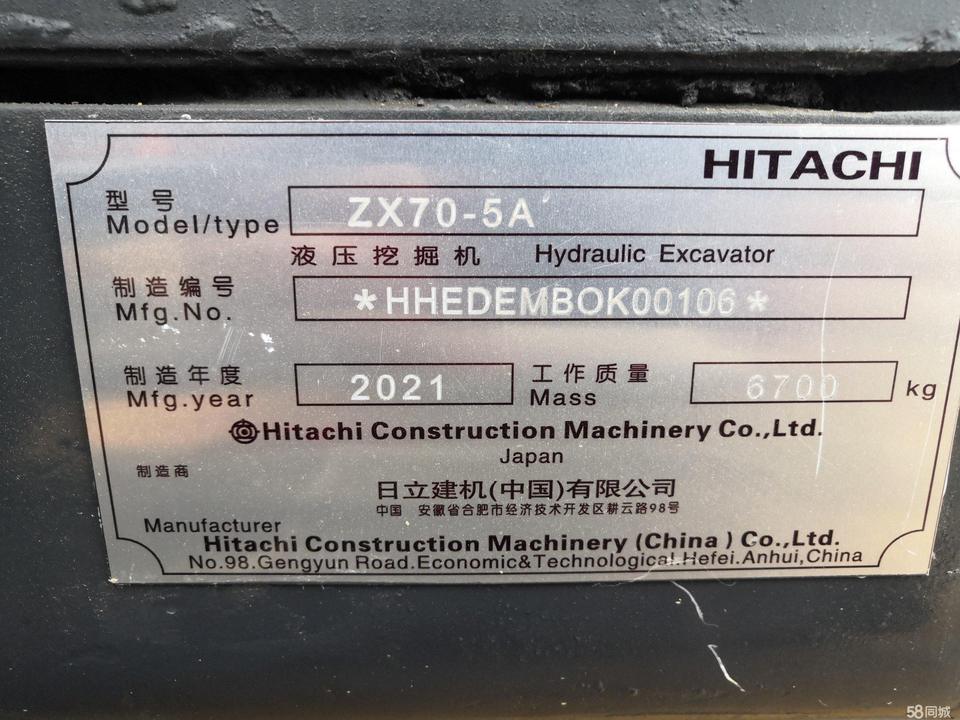 HITACHI
型号
Model/type ZX70-5A
液压挖掘机 Hydraulic Excavator
制造编号
Mfg.No. *HHEDEMBOK00106*
制造年度 工作质量
Mfg.year 2021 Mass 6700 kg
Hitachi Construction Machinery Co.,Ltd.
Japan
制造商
日立建机(中国)有限公司
中国 安徽省合肥市经济技术开发区耕云路98号
Manufacturer
Hitachi Construction Machinery (China) Co.,Ltd.
No.98.Gengyun Road.Economic&Technological.Hefei.Anhui,China
58同城